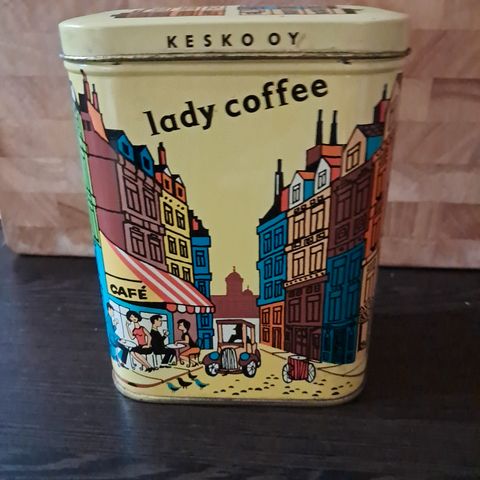 KESKO OY
lady coffee
CAFÉ